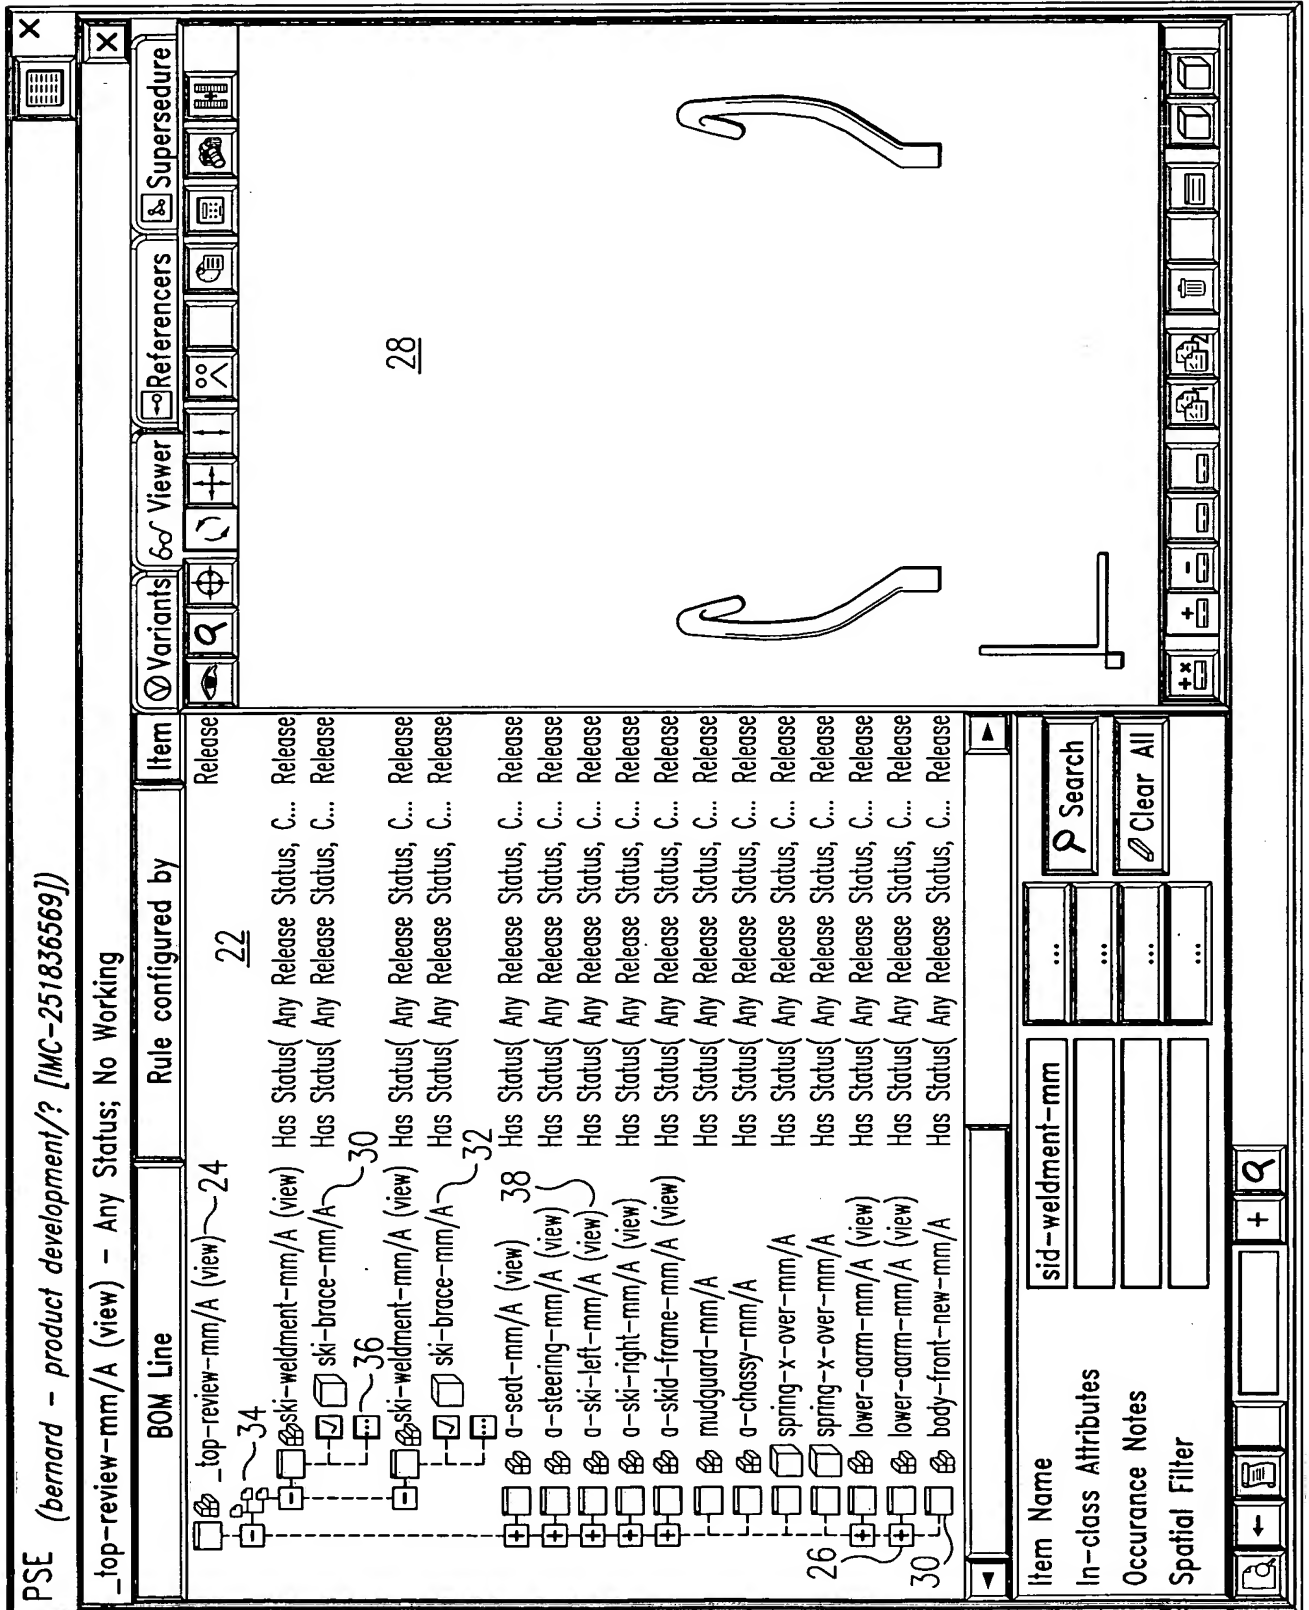 PSE (bernard - product development/? [IMC-251836569])
_top-review-mm/A (view) - Any Status; No Working
BOM Line Rule configured by Item
Variants Viewer Referencers Supersedure
_top-review-mm/A (view) 24 22 Release
34
ski-weldment-mm/A (view) Has Status( Any Release Status, C... Release
ski-brace-mm/A 30 Has Status( Any Release Status, C... Release
36
ski-weldment-mm/A (view) Has Status( Any Release Status, C... Release
ski-brace-mm/A 32 Has Status( Any Release Status, C... Release
a-seat-mm/A (view) 38 Has Status( Any Release Status, C... Release
a-steering-mm/A (view) Has Status( Any Release Status, C... Release
a-ski-left-mm/A (view) Has Status( Any Release Status, C... Release
a-ski-right-mm/A (view) Has Status( Any Release Status, C... Release
a-skid-frame-mm/A (view) Has Status( Any Release Status, C... Release
mudguard-mm/A Has Status( Any Release Status, C... Release
a-chassy-mm/A Has Status( Any Release Status, C... Release
spring-x-over-mm/A Has Status( Any Release Status, C... Release
spring-x-over-mm/A Has Status( Any Release Status, C... Release
26 lower-aarm-mm/A (view) Has Status( Any Release Status, C... Release
lower-aarm-mm/A (view) Has Status( Any Release Status, C... Release
30 body-front-new-mm/A Has Status( Any Release Status, C... Release
28
Item Name sid-weldment-mm ... Search
In-class Attributes ...
Occurance Notes ... Clear All
Spatial Filter ...